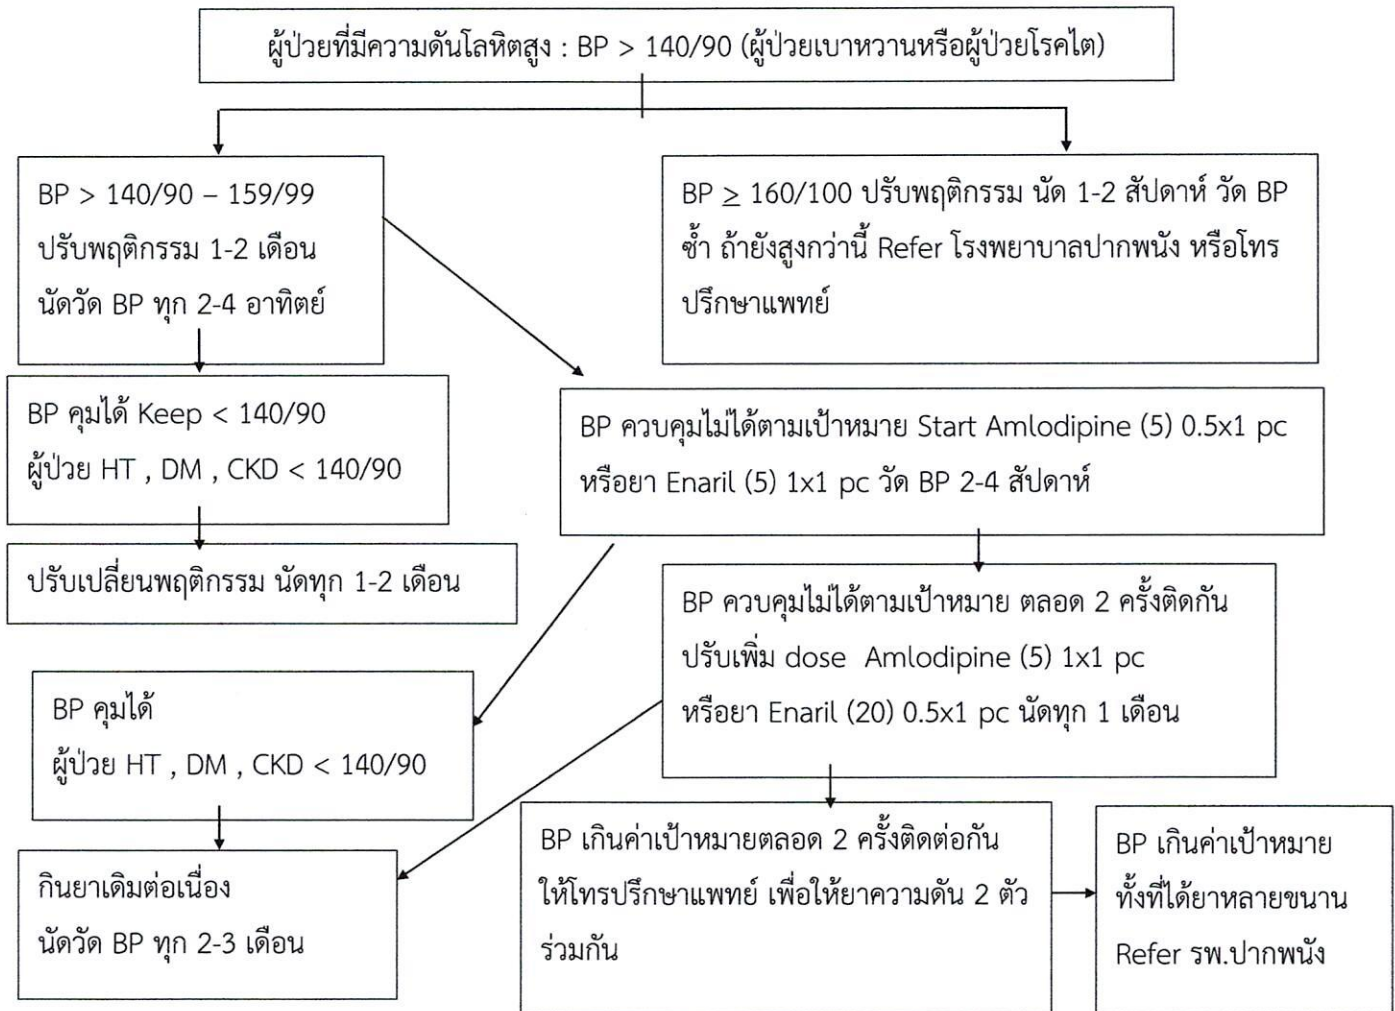 ผู้ป่วยที่มีความดันโลหิตสูง : BP > 140/90 (ผู้ป่วยเบาหวานหรือผู้ป่วยโรคไต)
BP > 140/90 – 159/99
ปรับพฤติกรรม 1-2 เดือน
นัดวัด BP ทุก 2-4 อาทิตย์
BP ≥ 160/100 ปรับพฤติกรรม นัด 1-2 สัปดาห์ วัด BP
ซ้ำ ถ้ายังสูงกว่านี้ Refer โรงพยาบาลปากพนัง หรือโทร
ปรึกษาแพทย์
BP คุมได้ Keep < 140/90
ผู้ป่วย HT , DM , CKD < 140/90
BP ควบคุมไม่ได้ตามเป้าหมาย Start Amlodipine (5) 0.5x1 pc
หรือยา Enaril (5) 1x1 pc วัด BP 2-4 สัปดาห์
ปรับเปลี่ยนพฤติกรรม นัดทุก 1-2 เดือน
BP ควบคุมไม่ได้ตามเป้าหมาย ตลอด 2 ครั้งติดกัน
ปรับเพิ่ม dose Amlodipine (5) 1x1 pc
หรือยา Enaril (20) 0.5x1 pc นัดทุก 1 เดือน
BP คุมได้
ผู้ป่วย HT , DM , CKD < 140/90
กินยาเดิมต่อเนื่อง
นัดวัด BP ทุก 2-3 เดือน
BP เกินค่าเป้าหมายตลอด 2 ครั้งติดต่อกัน
ให้โทรปรึกษาแพทย์ เพื่อให้ยาความดัน 2 ตัว
ร่วมกัน
BP เกินค่าเป้าหมาย
ทั้งที่ได้ยาหลายขนาน
Refer รพ.ปากพนัง